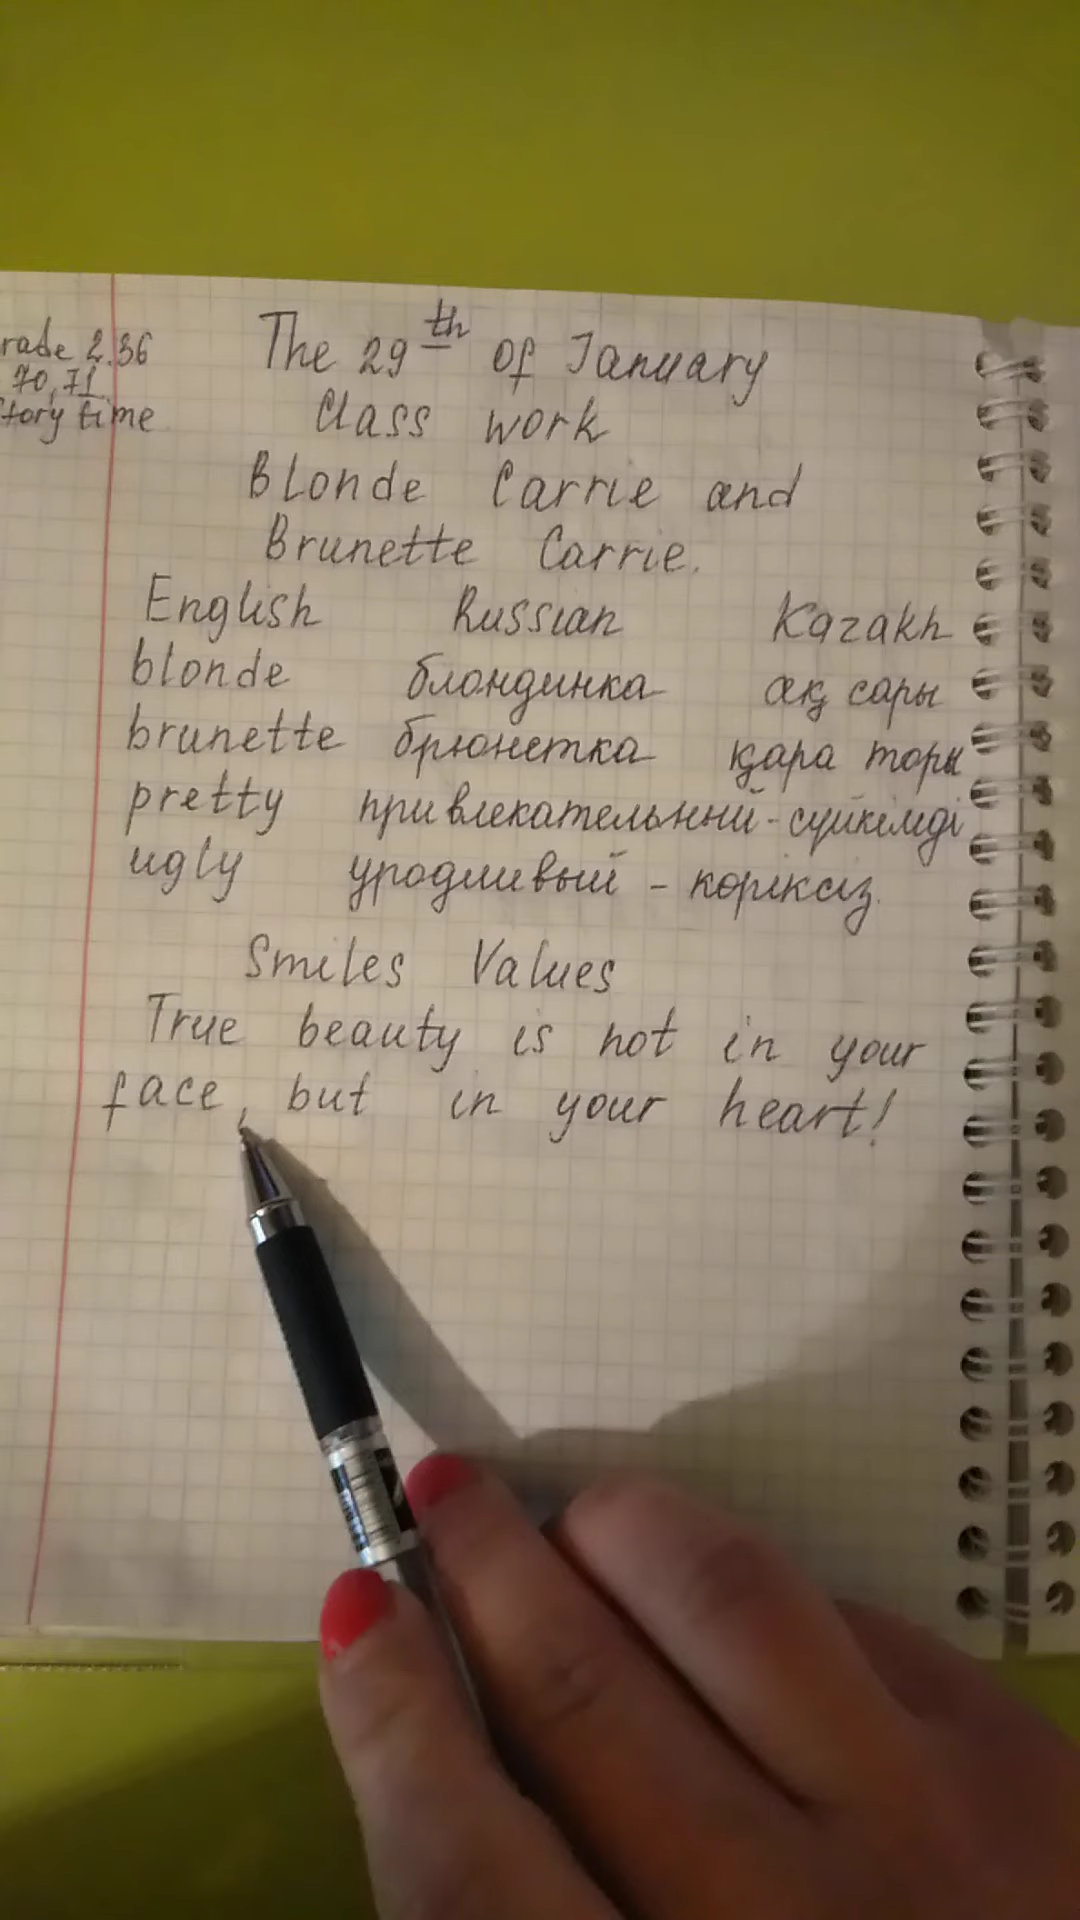 rade 2.36
70,71.
Story time
The 29th of January
Class work
Blonde Carrie and
Brunette Carrie.
English Russian Kazakh
blonde блондинка ақ сары
brunette брюнетка қара торы
pretty привлекательный - сүйкімді
ugly уродливый - көріксіз.
Smiles Values
True beauty is not in your
face, but in your heart!